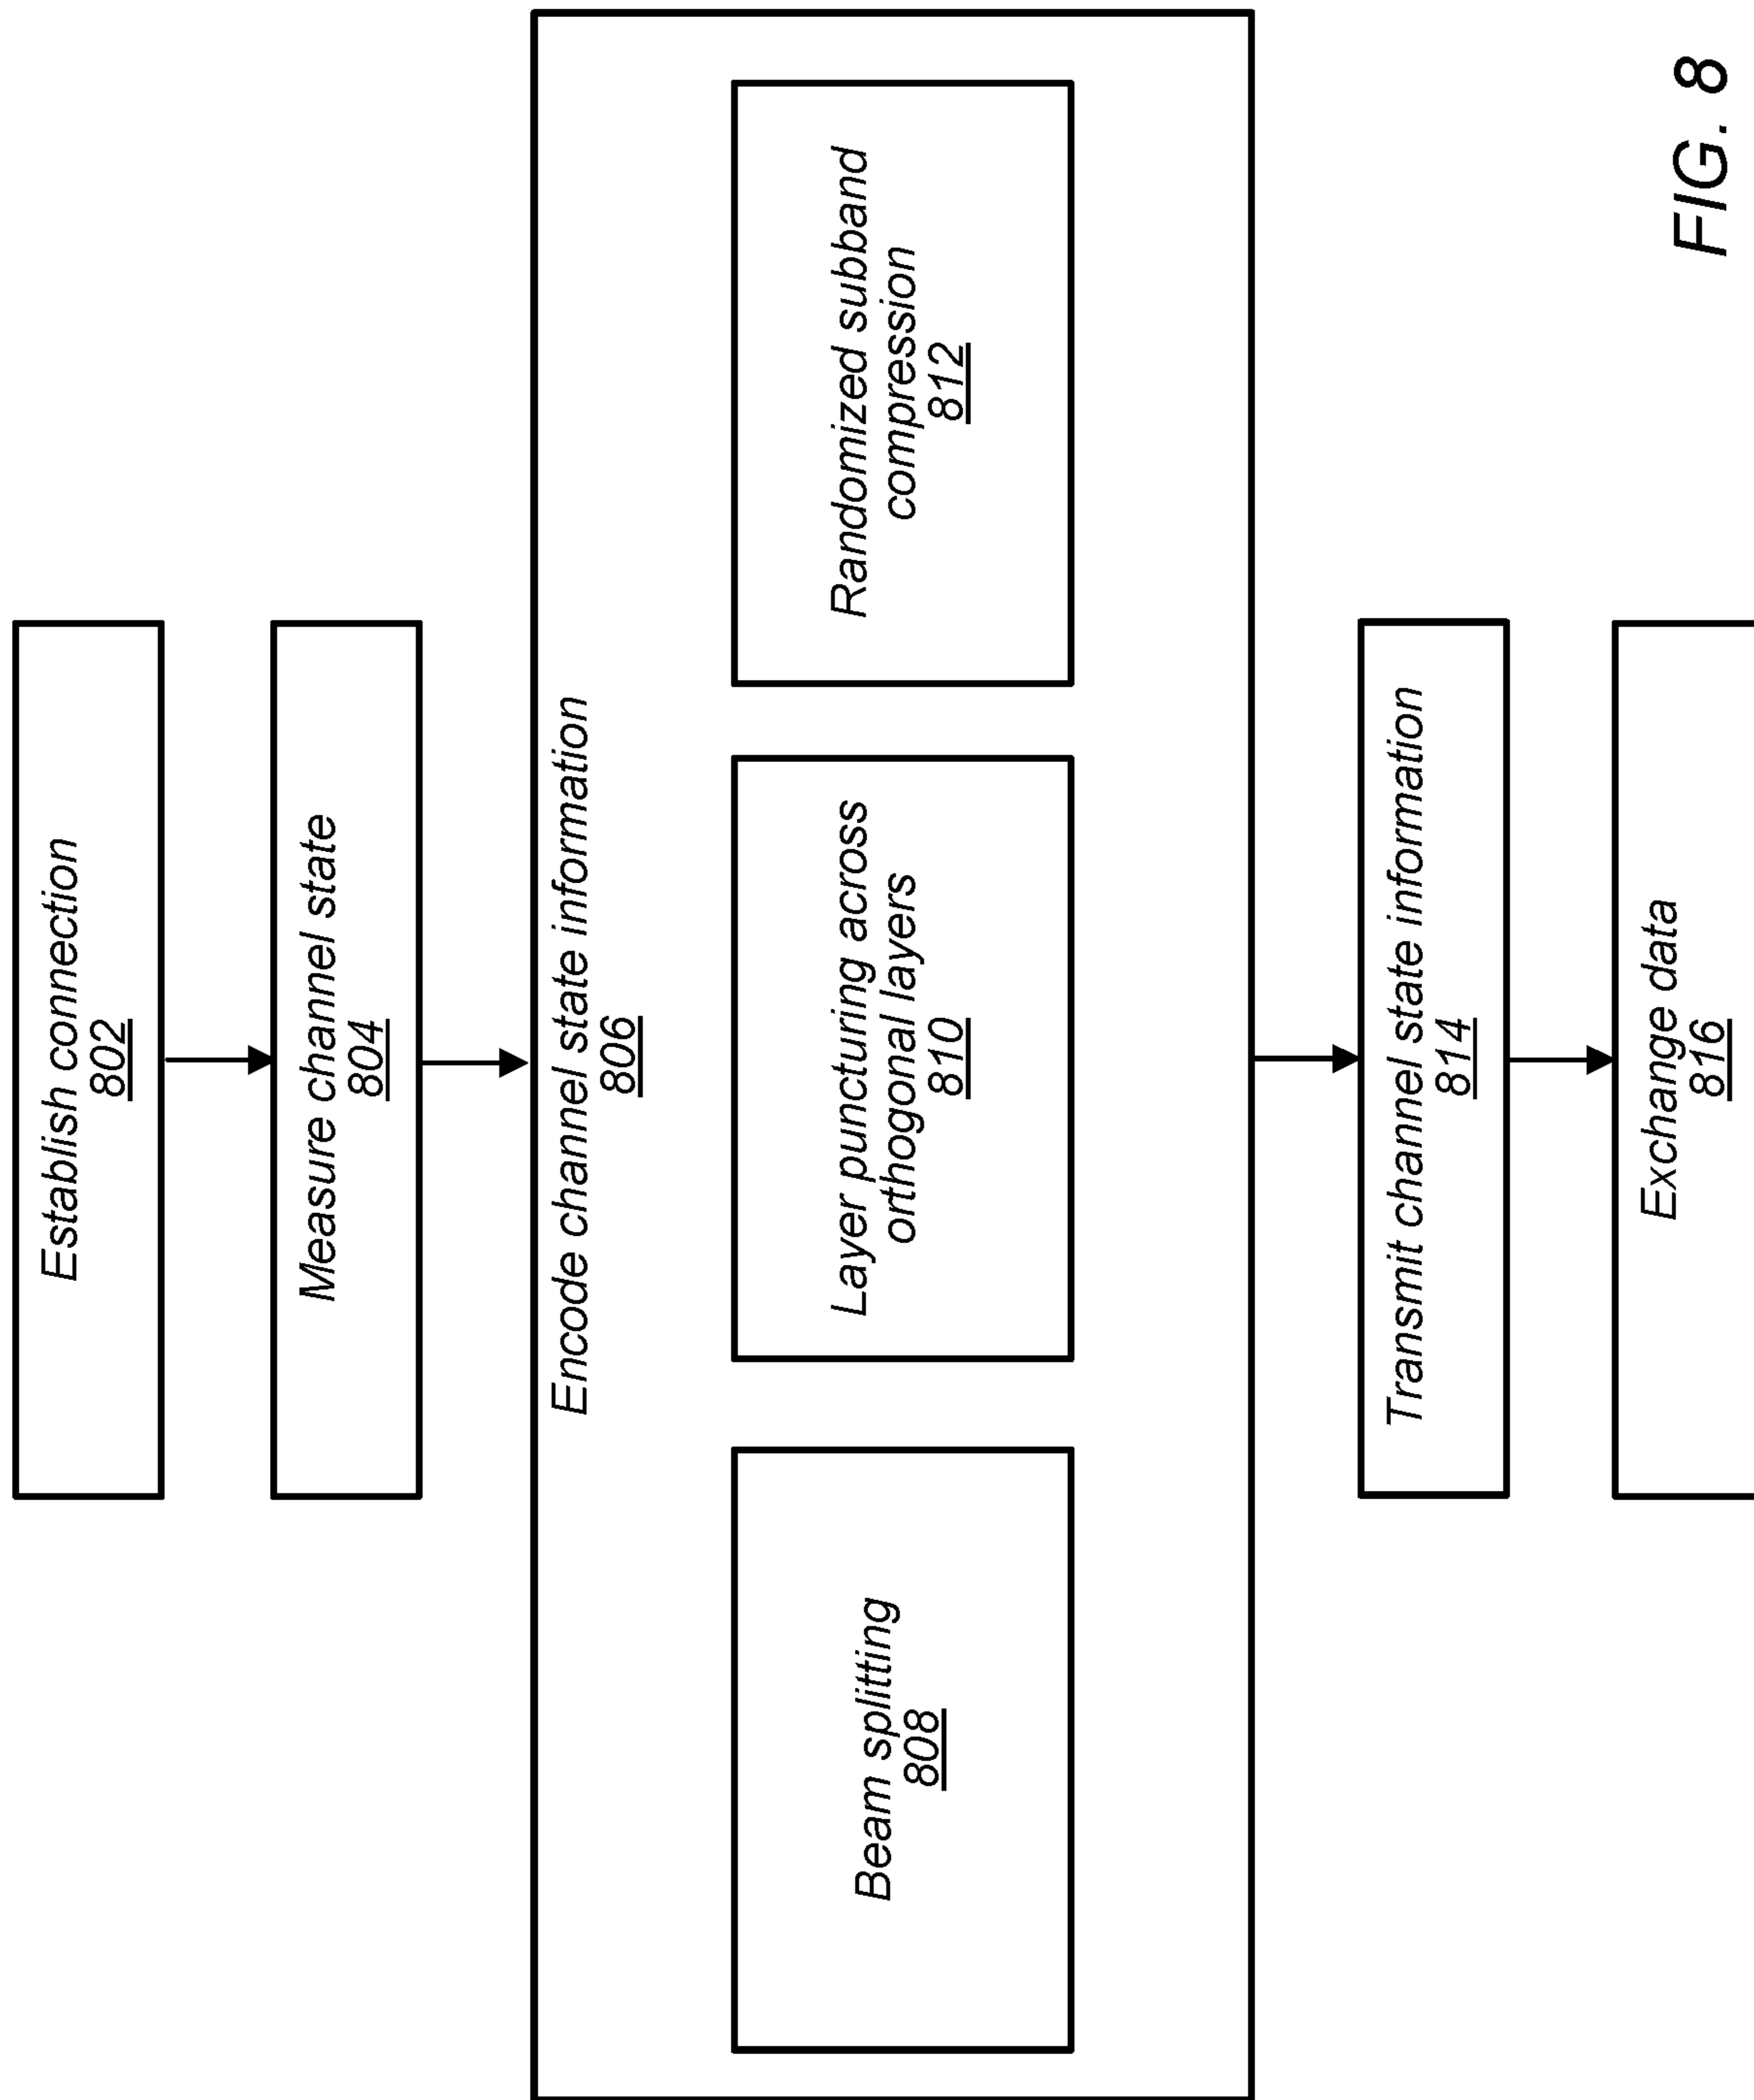 Establish connection
802
Measure channel state
804
Encode channel state information
806
Beam splitting
808
Layer puncturing across
orthogonal layers
810
Randomized subband
compression
812
Transmit channel state information
814
Exchange data
816
FIG. 8